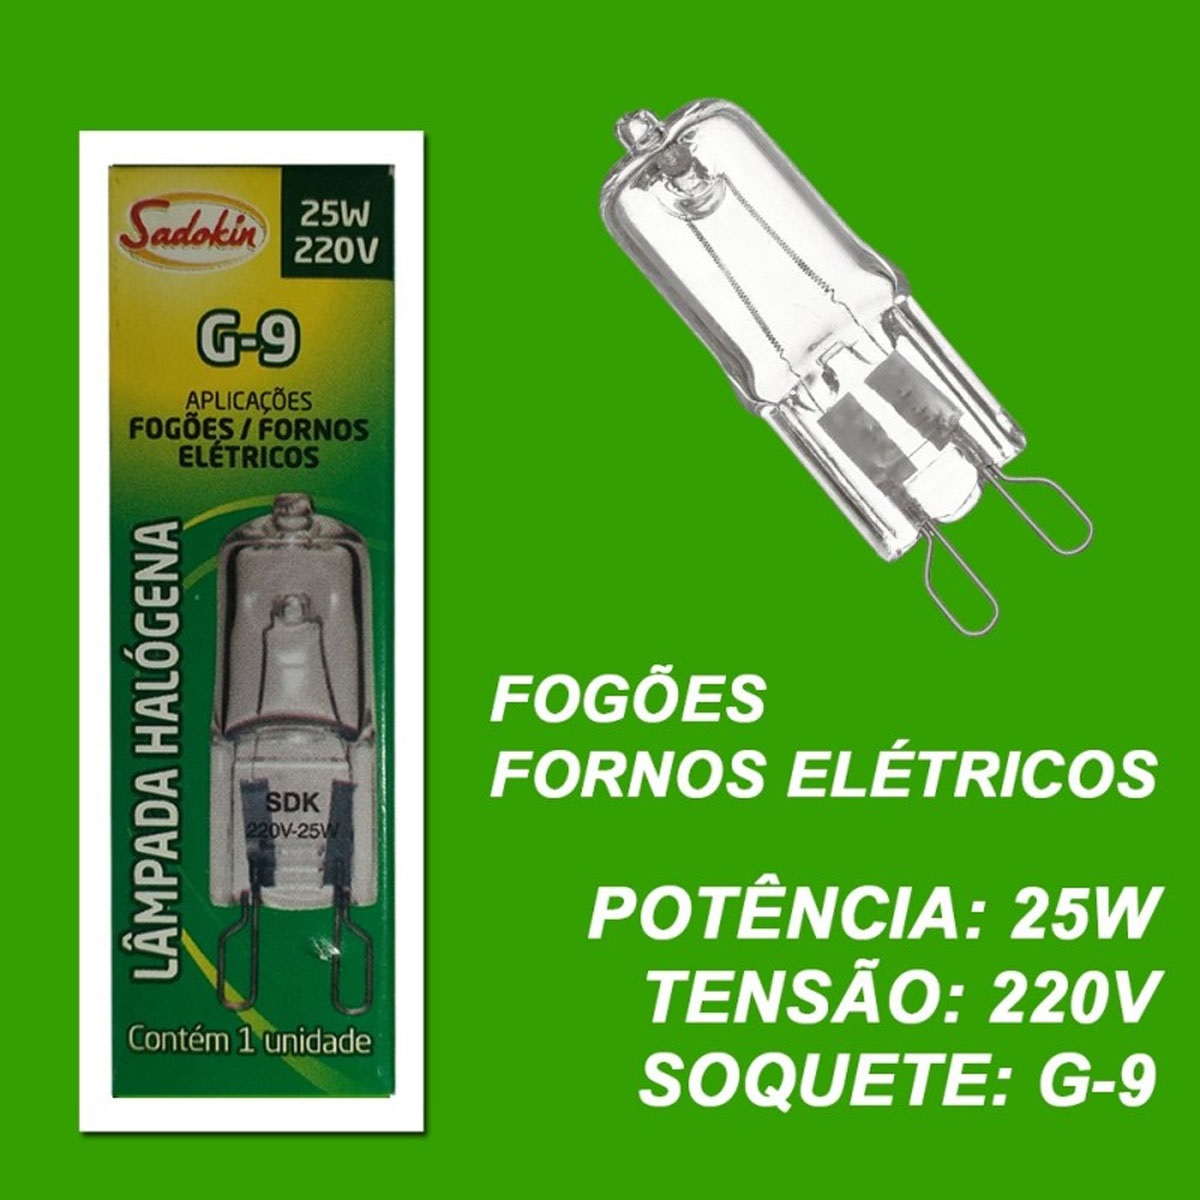 Sadokin
25W
220V
G-9
APLICAÇÕES
FOGÕES / FORNOS
ELÉTRICOS
LÂMPADA HALÓGENA
SDK
220V-25W
Contém 1 unidade
FOGÕES
FORNOS ELÉTRICOS
POTÊNCIA: 25W
TENSÃO: 220V
SOQUETE: G-9